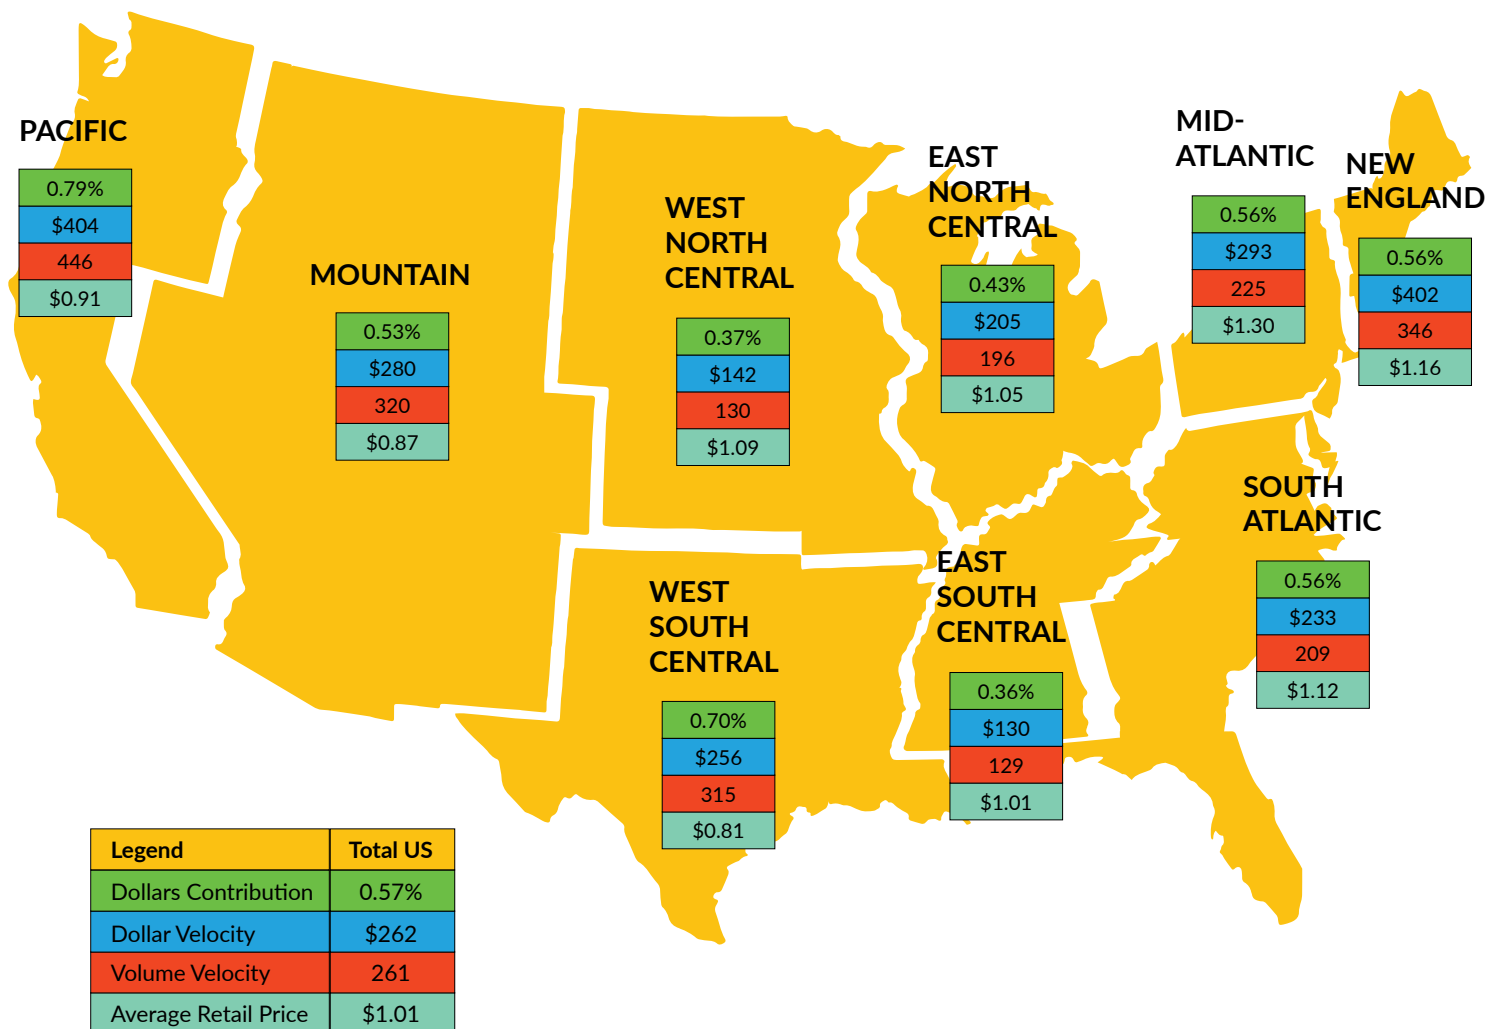 PACIFIC
0.79%
$404
446
$0.91
MOUNTAIN
0.53%
$280
320
$0.87
WEST
NORTH
CENTRAL
0.37%
$142
130
$1.09
EAST
NORTH
CENTRAL
0.43%
$205
196
$1.05
MID-
ATLANTIC
0.56%
$293
225
$1.30
NEW
ENGLAND
0.56%
$402
346
$1.16
WEST
SOUTH
CENTRAL
0.70%
$256
315
$0.81
EAST
SOUTH
CENTRAL
0.36%
$130
129
$1.01
SOUTH
ATLANTIC
0.56%
$233
209
$1.12
Legend Total US
Dollars Contribution 0.57%
Dollar Velocity $262
Volume Velocity 261
Average Retail Price $1.01